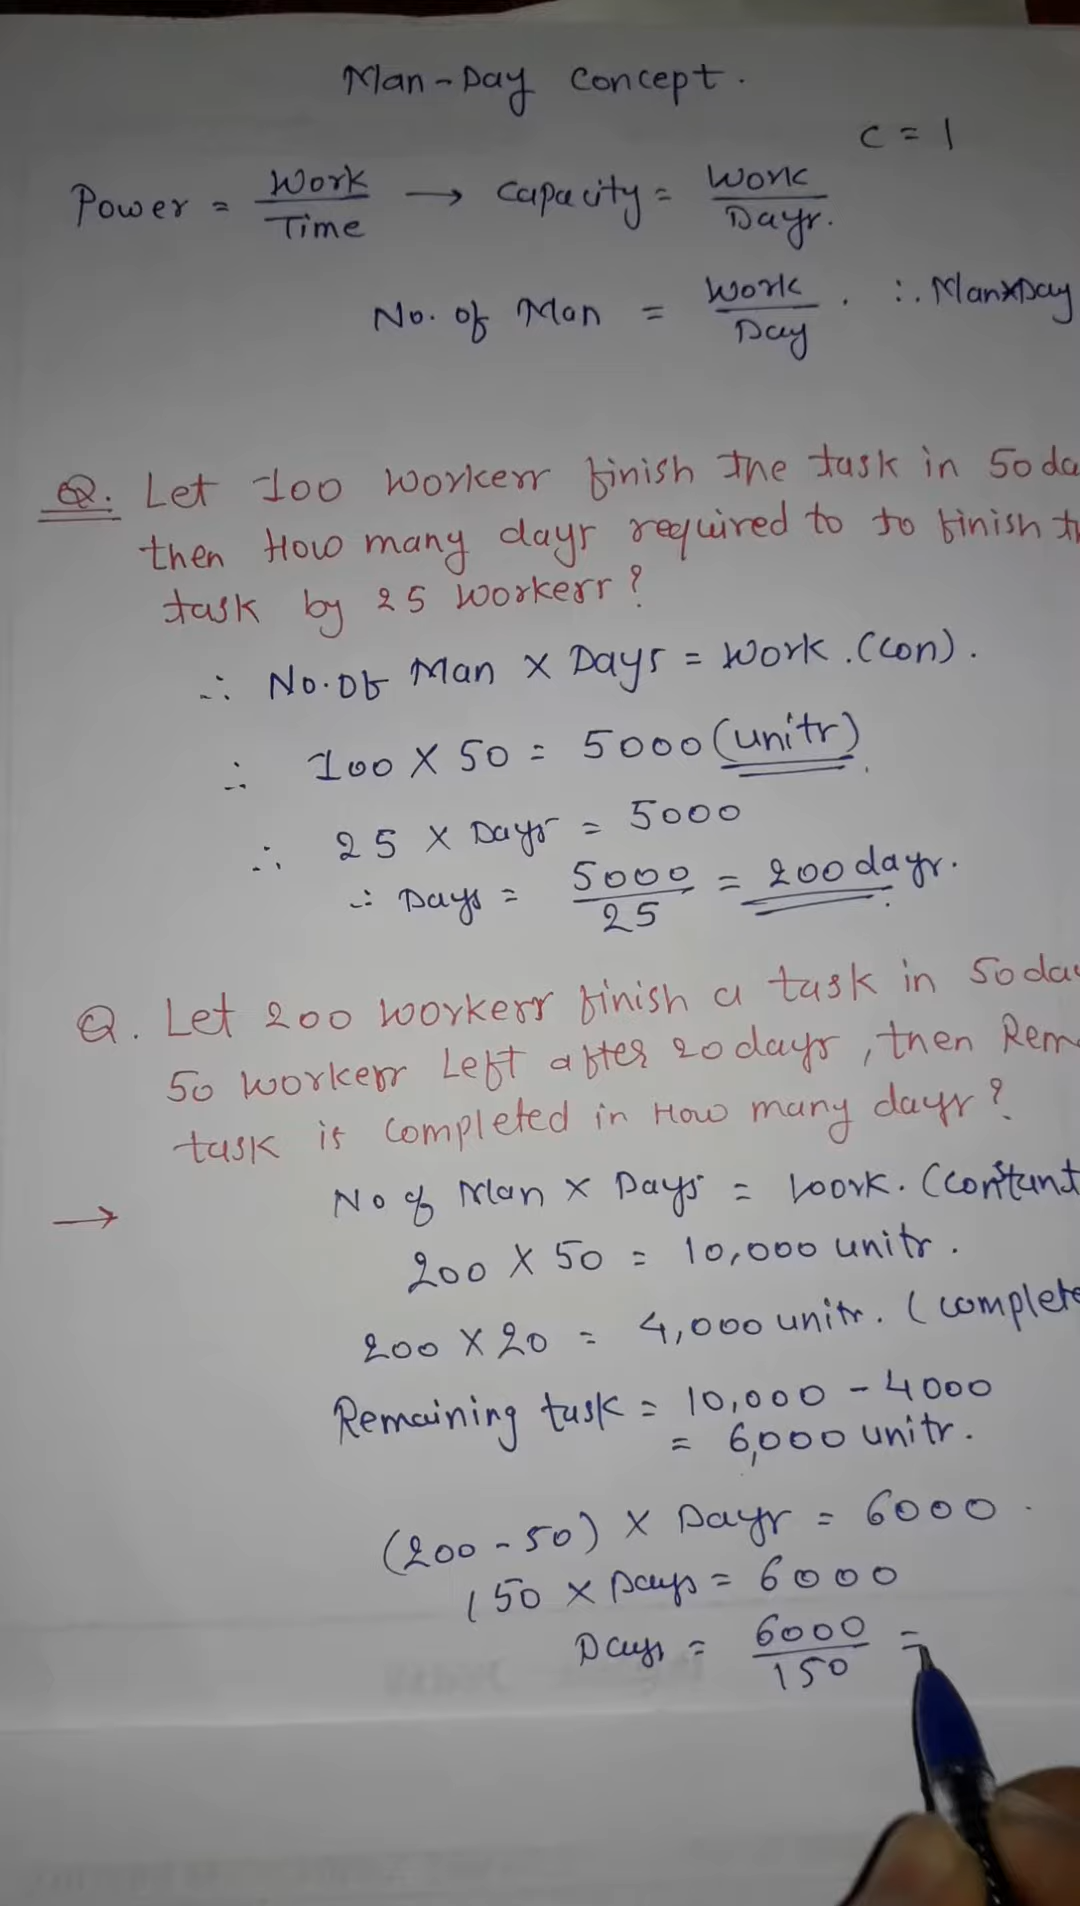 Man-Day Concept.
C = 1
Power = Work/Time → Capacity = Work/Days.
No. of Man = Work/Day . ∴ Man×Day
Q. Let 100 workers finish the task in 50 da
then How many days required to to finish th
task by 25 workers?
∴ No. of Man × Days = Work. (con).
∴ 100 × 50 = 5000 (units).
∴ 25 × Days = 5000
∴ Days = 5000/25 = 200 days.
Q. Let 200 workers finish a task in 50 day
50 workers Left after 20 days, then Rem
task is completed in How many days?
→ No of Man × Days = Work. (constant
200 × 50 = 10,000 units.
200 × 20 = 4,000 units. (complete
Remaining task = 10,000 - 4000
= 6,000 units.
(200 - 50) × Days = 6000.
150 × Days = 6000
Days = 6000/150 =